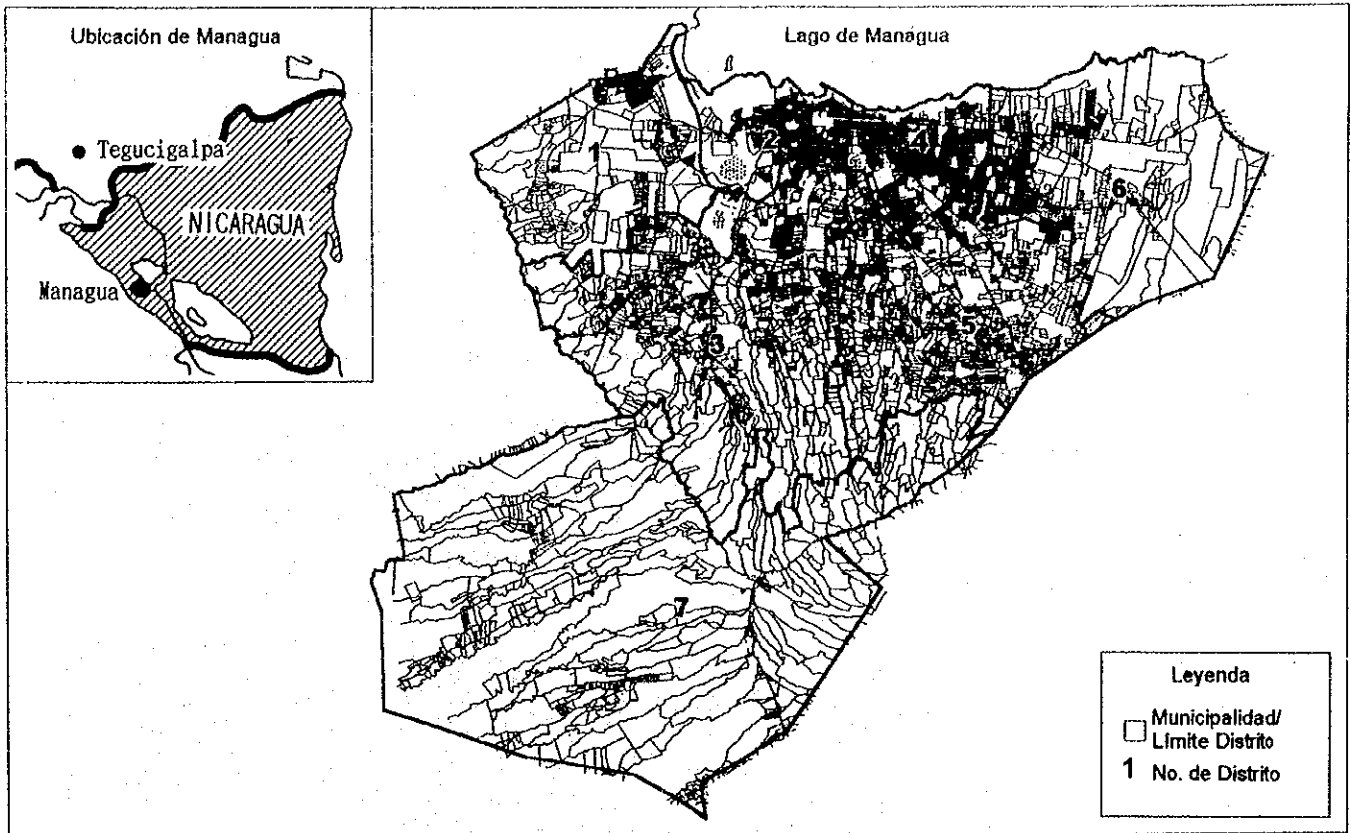 Ubicación de Managua
Tegucigalpa
NICARAGUA
Managua
Lago de Managua
1
2
4
6
5
3
7
Leyenda
Municipalidad/
Límite Distrito
1 No. de Distrito